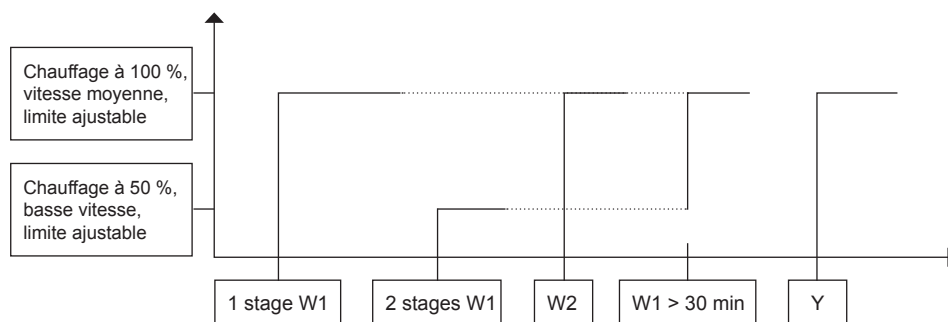 Chauffage à 100 %,
vitesse moyenne,
limite ajustable
Chauffage à 50 %,
basse vitesse,
limite ajustable
1 stage W1
2 stages W1
W2
W1 > 30 min
Y